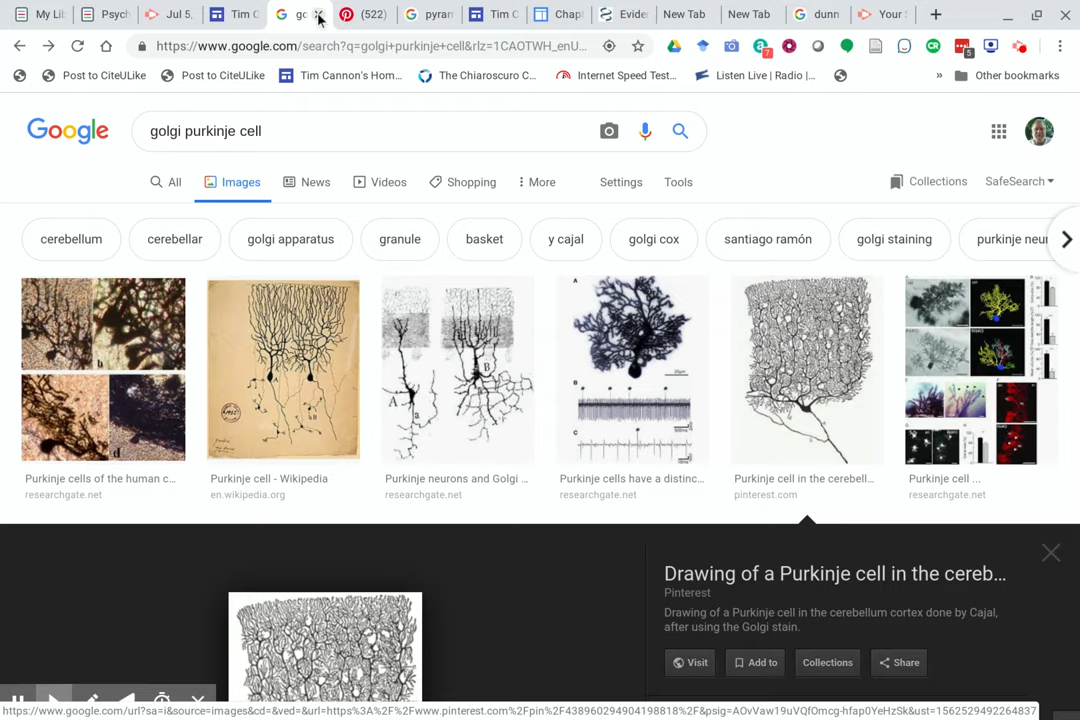 My Lib
Psych
Jul 5,
Tim C
go
(522)
pyran
Tim C
Chapt
Evider
New Tab
New Tab
dunn
Your S
https://www.google.com/search?q=golgi+purkinje+cell&rlz=1CAOTWH_enU...
7
CR
5
Post to CiteULike
Post to CiteULike
Tim Cannon's Hom...
The Chiaroscuro C...
Internet Speed Test...
Listen Live | Radio |...
»
Other bookmarks
Google
golgi purkinje cell
All
Images
News
Videos
Shopping
More
Settings
Tools
Collections
SafeSearch
cerebellum
cerebellar
golgi apparatus
granule
basket
y cajal
golgi cox
santiago ramón
golgi staining
purkinje neur
Purkinje cells of the human c...
researchgate.net
Purkinje cell - Wikipedia
en.wikipedia.org
Purkinje neurons and Golgi ...
researchgate.net
Purkinje cells have a distinc...
researchgate.net
Purkinje cell in the cerebell...
pinterest.com
Purkinje cell ...
researchgate.net
Drawing of a Purkinje cell in the cereb...
Pinterest
Drawing of a Purkinje cell in the cerebellum cortex done by Cajal,
after using the Golgi stain.
Visit
Add to
Collections
Share
https://www.google.com/url?sa=i&source=images&cd=&ved=&url=https%3A%2F%2Fwww.pinterest.com%2Fpin%2F438960294904198818%2F&psig=AOvVaw19uVQfOmcg-hfap0YeHzSk&ust=1562529492264837